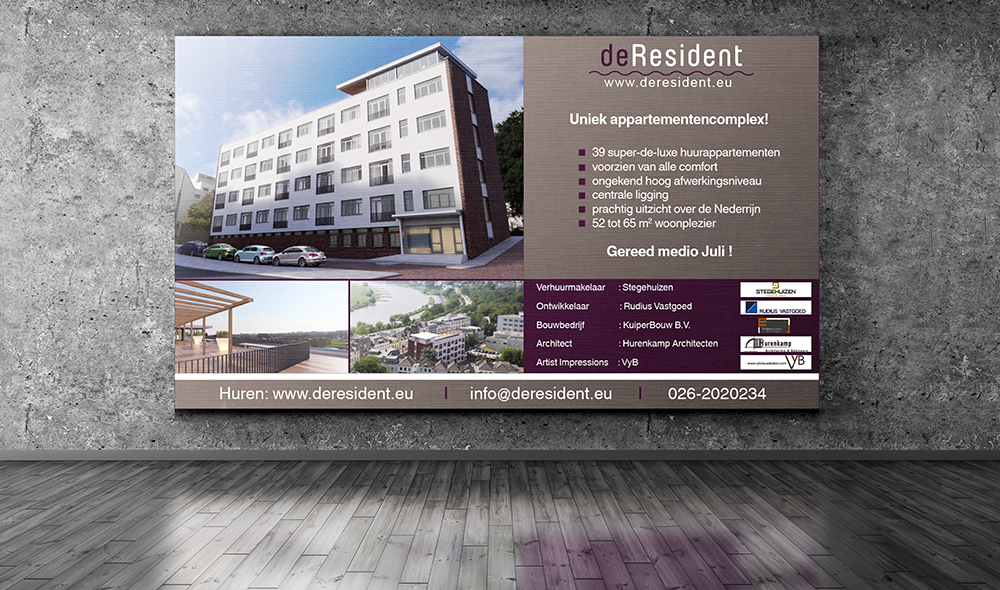 deResident
www.deresident.eu
Uniek appartementencomplex!
39 super-de-luxe huurappartementen
voorzien van alle comfort
ongekend hoog afwerkingsniveau
centrale ligging
prachtig uitzicht over de Nederrijn
52 tot 65 m² woonplezier
Gereed medio Juli !
Verhuurmakelaar : Stegehuizen
STEGEHUIZEN
Ontwikkelaar : Rudius Vastgoed
RUDIUS VASTGOED
Bouwbedrijf : KuiperBouw B.V.
Architect : Hurenkamp Architecten
Hurenkamp
Artist Impressions : VyB
VyB
Huren: www.deresident.eu | info@deresident.eu | 026-2020234